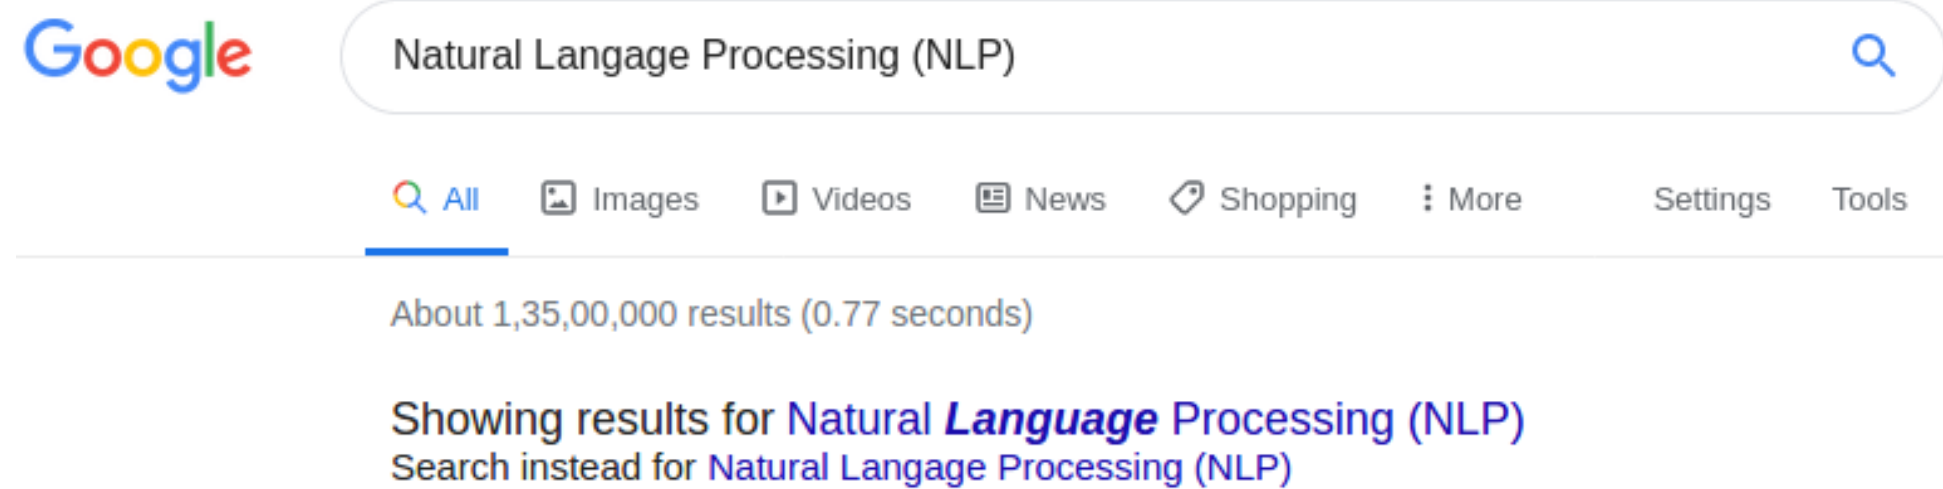 Google Natural Langage Processing (NLP)
All Images Videos News Shopping More Settings Tools
About 1,35,00,000 results (0.77 seconds)
Showing results for Natural Language Processing (NLP)
Search instead for Natural Langage Processing (NLP)